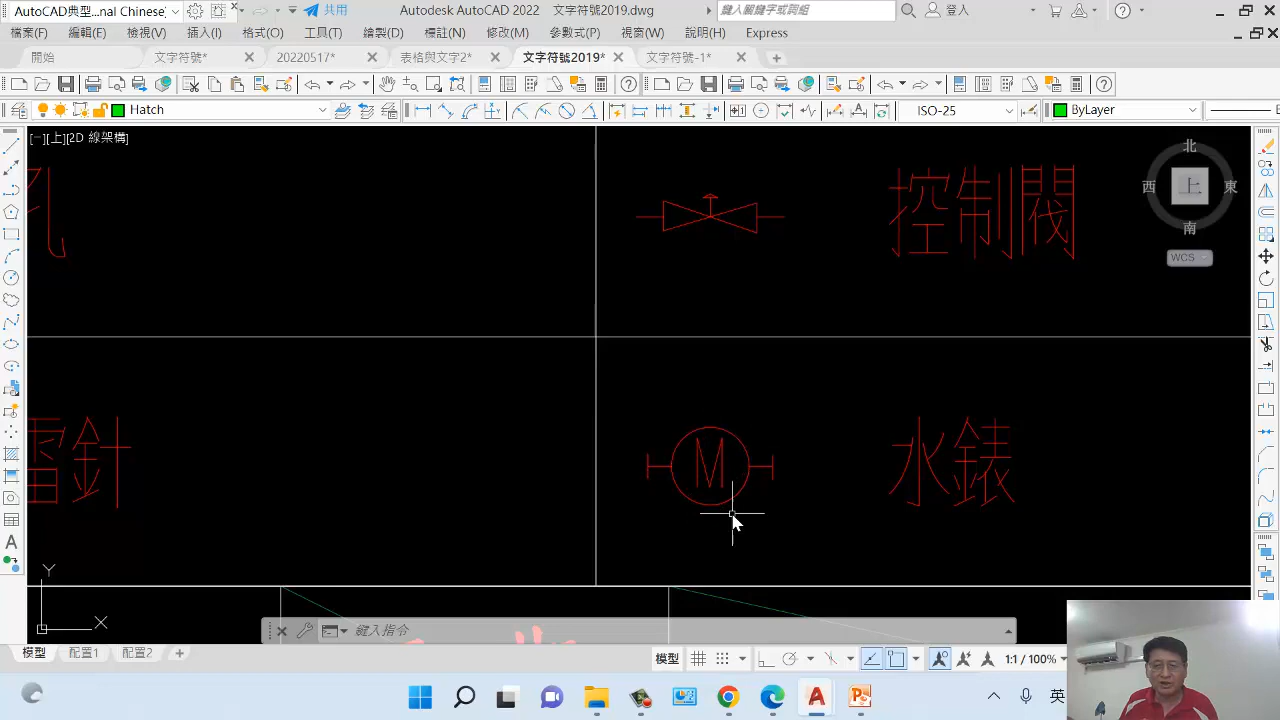 AutoCAD典型...nal Chinese
共用
Autodesk AutoCAD 2022
文字符號2019.dwg
鍵入關鍵字或片語
登入
檔案(F)
編輯(E)
檢視(V)
插入(I)
格式(O)
工具(T)
繪製(D)
標註(N)
修改(M)
參數式(P)
視窗(W)
說明(H)
Express
開始
文字符號*
20220517*
表格與文字2*
文字符號2019*
文字符號-1*
Hatch
ISO-25
ByLayer
[−][上][2D 線架構]
孔
控制閥
北
西
上
東
南
WCS
雷針
M
水錶
Y
X
鍵入指令
模型
配置1
配置2
模型
1:1 / 100%
英